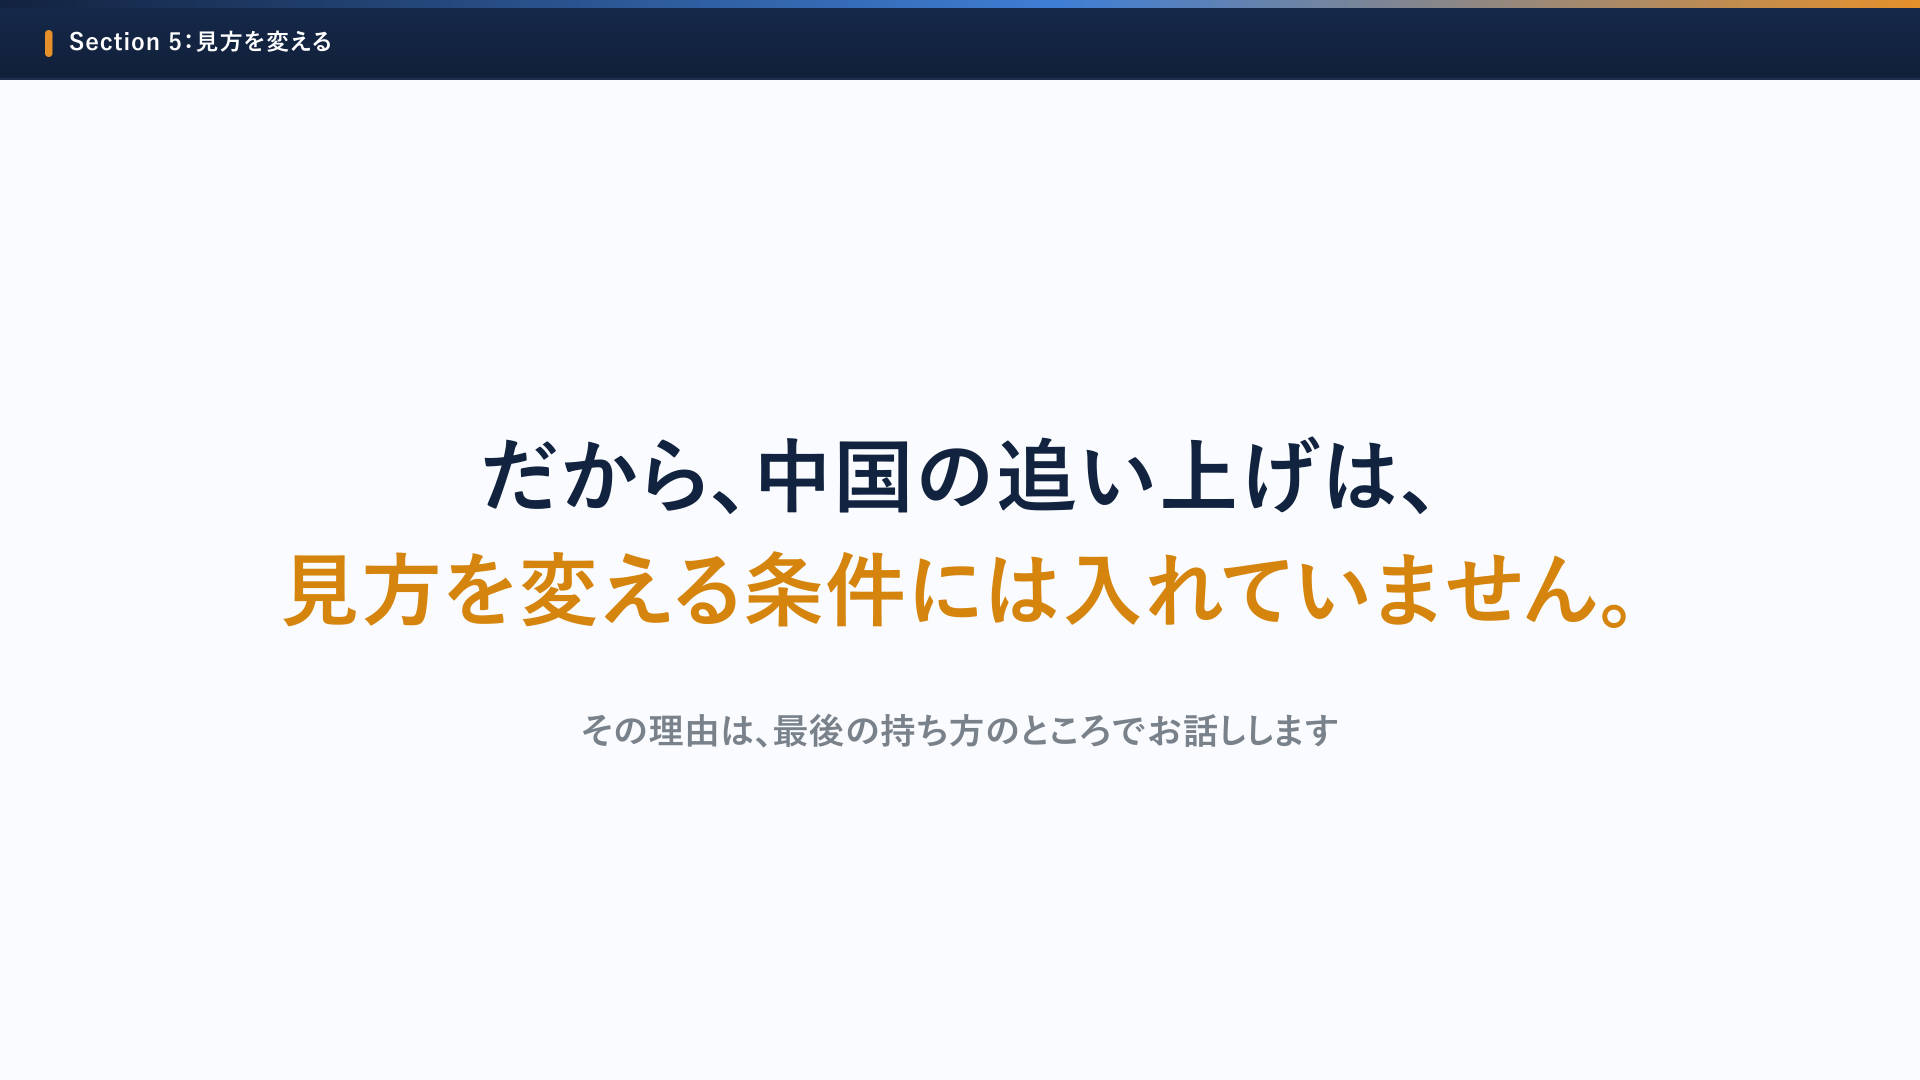 Section 5：見方を変える
だから、中国の追い上げは、
見方を変える条件には入れていません。
その理由は、最後の持ち方のところでお話しします